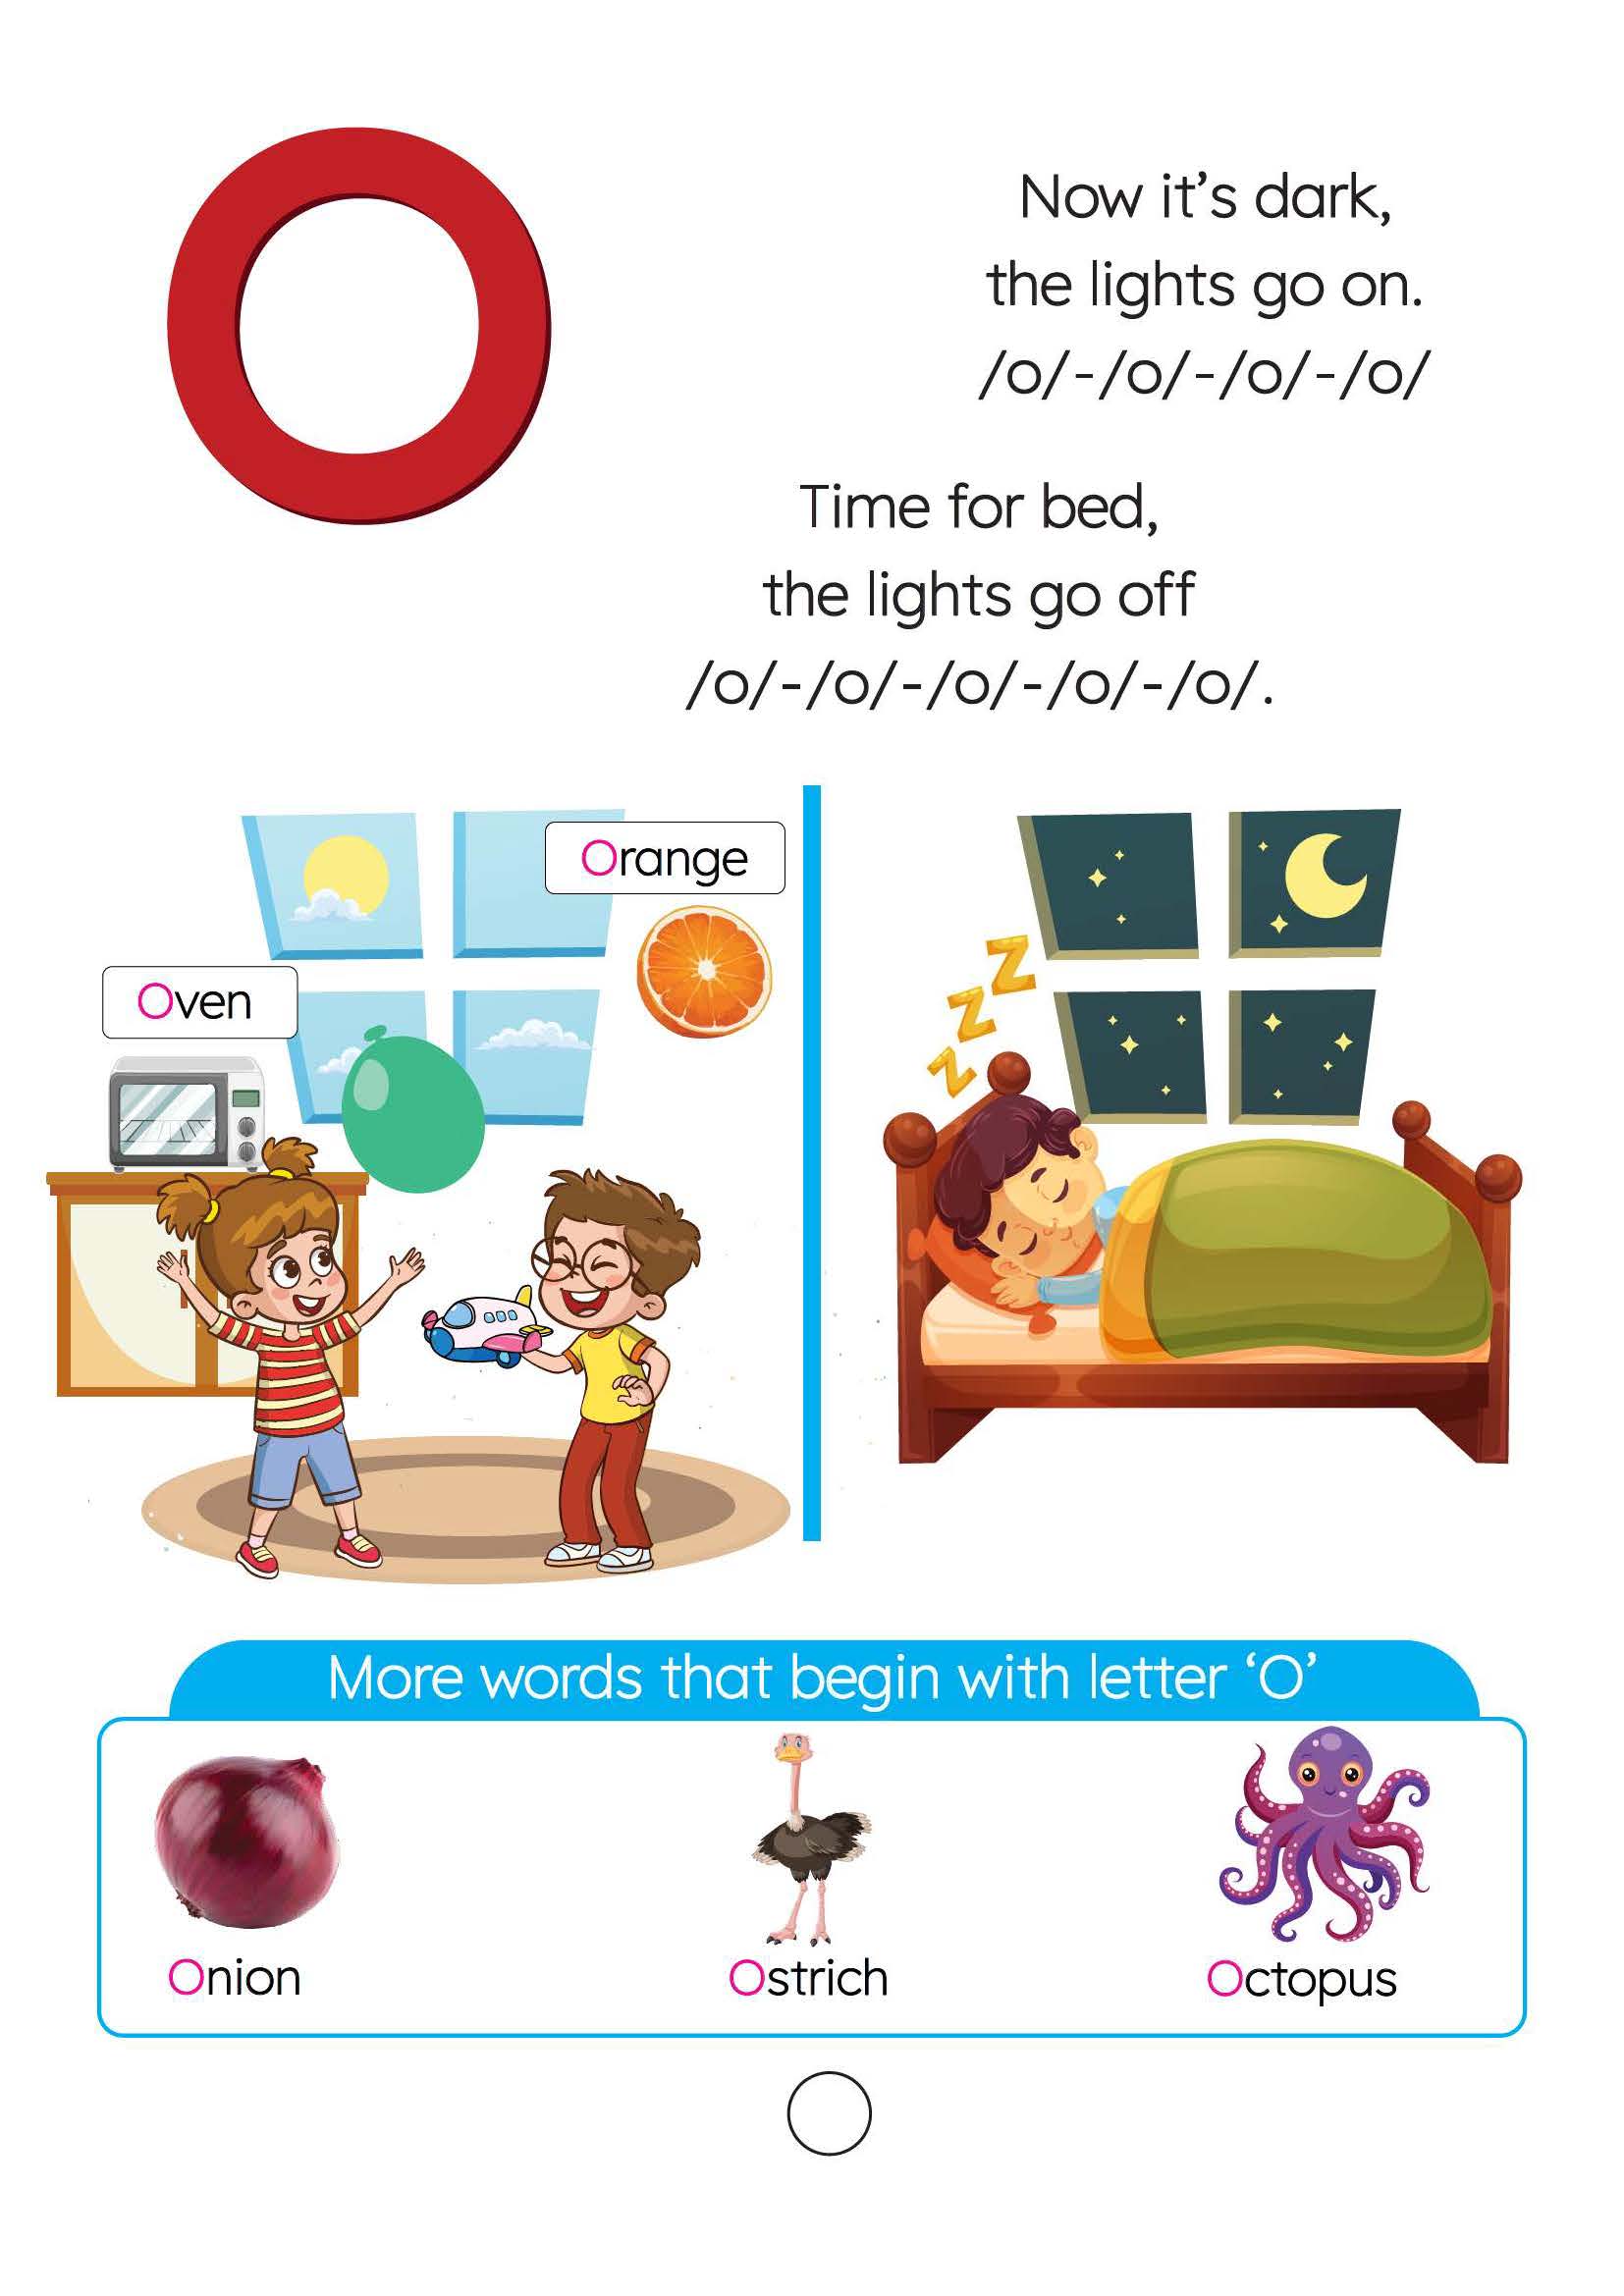 O
Now it’s dark,
the lights go on.
/o/-/o/-/o/-/o/
Time for bed,
the lights go off
/o/-/o/-/o/-/o/-/o/.
Orange
Oven
z z z
More words that begin with letter ‘O’
Onion
Ostrich
Octopus